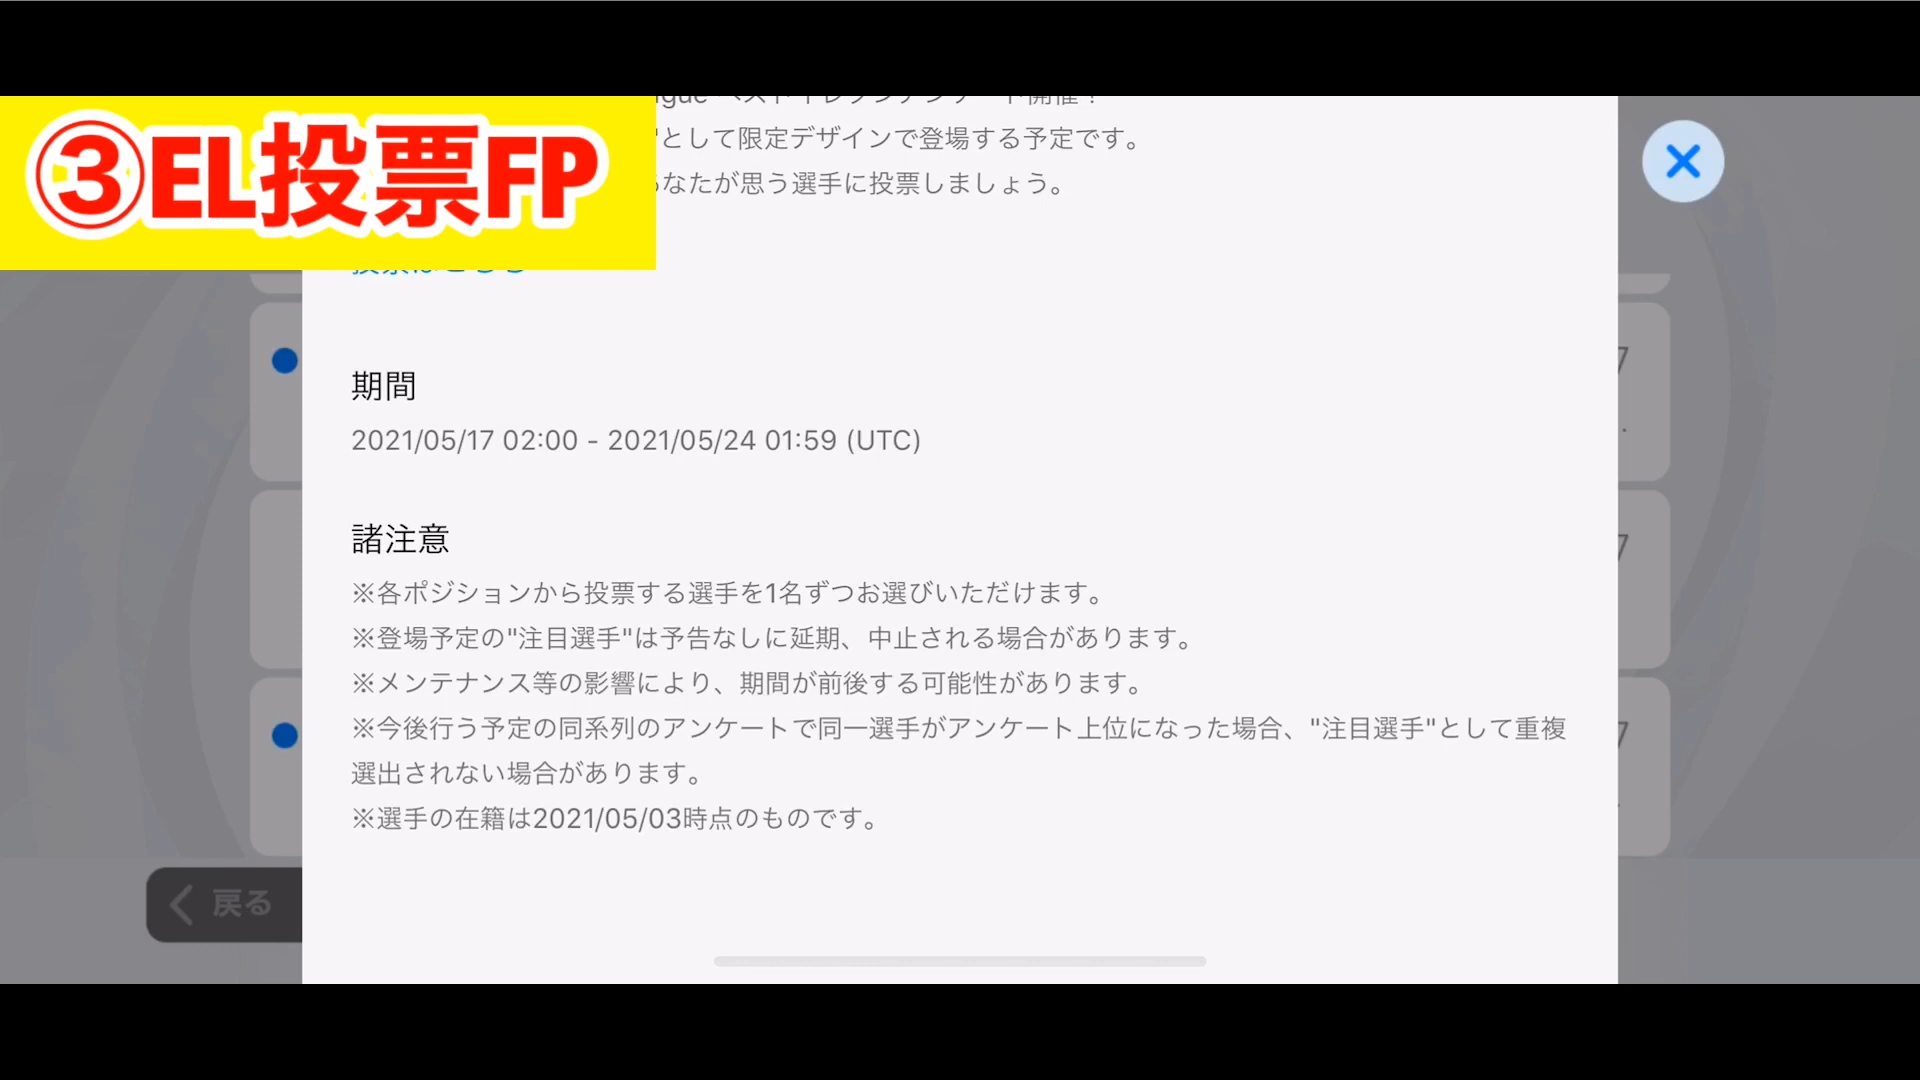 ③EL投票FP
として限定デザインで登場する予定です。
なたが思う選手に投票しましょう。
期間
2021/05/17 02:00 - 2021/05/24 01:59 (UTC)
諸注意
※各ポジションから投票する選手を1名ずつお選びいただけます。
※登場予定の"注目選手"は予告なしに延期、中止される場合があります。
※メンテナンス等の影響により、期間が前後する可能性があります。
※今後行う予定の同系列のアンケートで同一選手がアンケート上位になった場合、"注目選手"として重複
選出されない場合があります。
※選手の在籍は2021/05/03時点のものです。
戻る